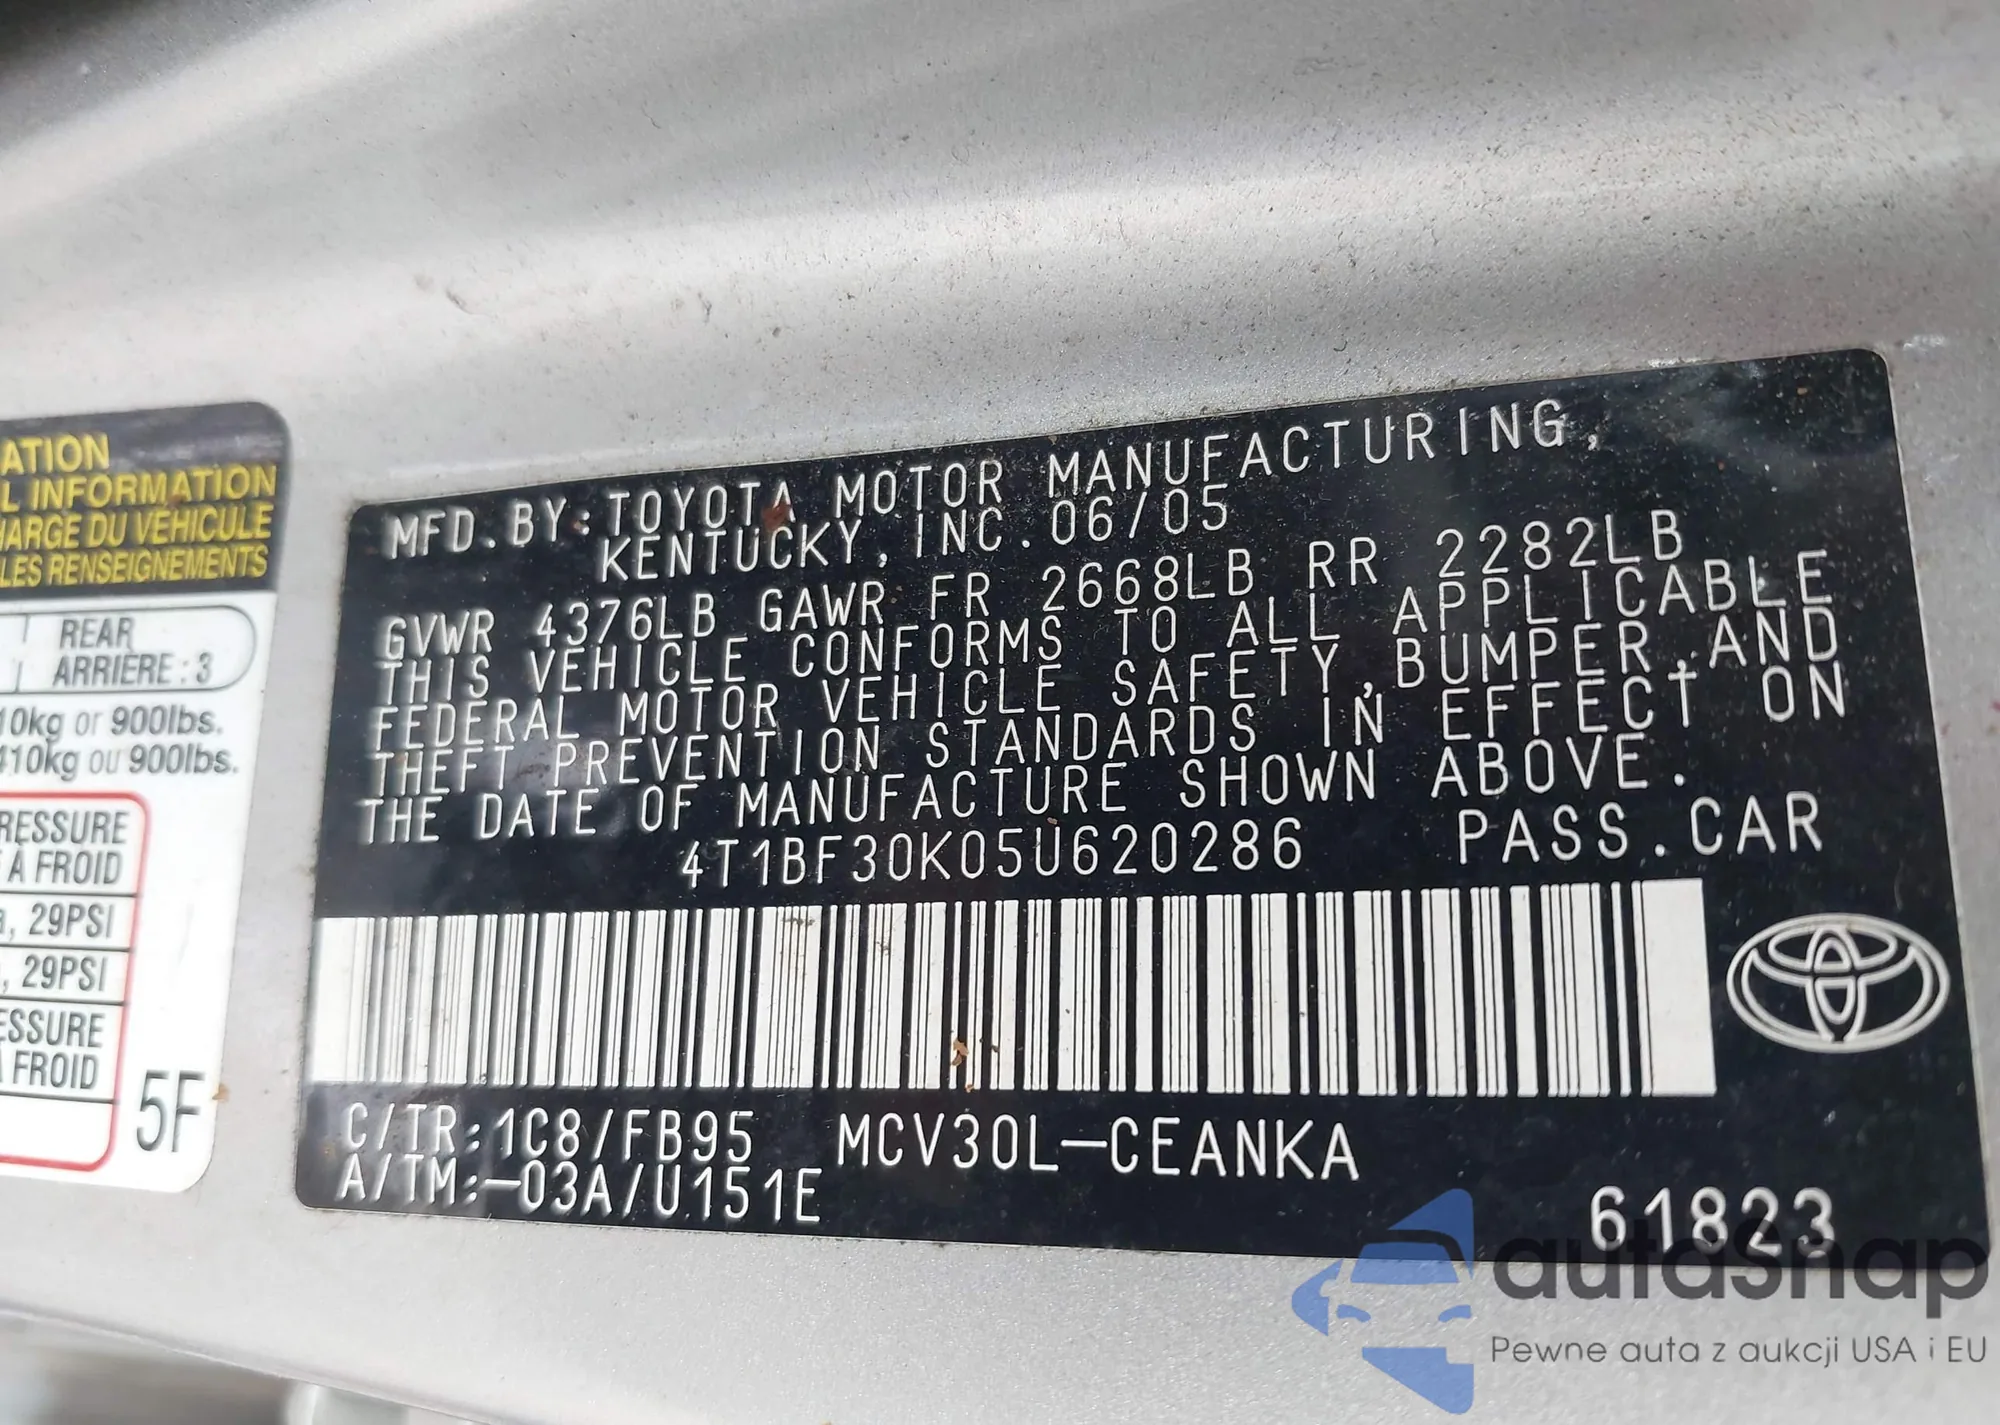 ATION
L INFORMATION
HARGE DU VÉHICULE
LES RENSEIGNEMENTS
REAR
ARRIÈRE : 3
10kg or 900lbs.
410kg ou 900lbs.
RESSURE
À FROID
, 29PSI
, 29PSI
ESSURE
À FROID
5F
MFD. BY: TOYOTA MOTOR MANUFACTURING,
KENTUCKY, INC. 06/05
GVWR 4376LB GAWR FR 2668LB RR 2282LB
THIS VEHICLE CONFORMS TO ALL APPLICABLE
FEDERAL MOTOR VEHICLE SAFETY, BUMPER, AND
THEFT PREVENTION STANDARDS IN EFFECT ON
THE DATE OF MANUFACTURE SHOWN ABOVE.
4T1BF30K05U620286 PASS. CAR
C/TR: 1C8/FB95 MCV30L-CEANKA
A/TM:-03A/U151E
61823
autaSnap
Pewne auta z aukcji USA i EU